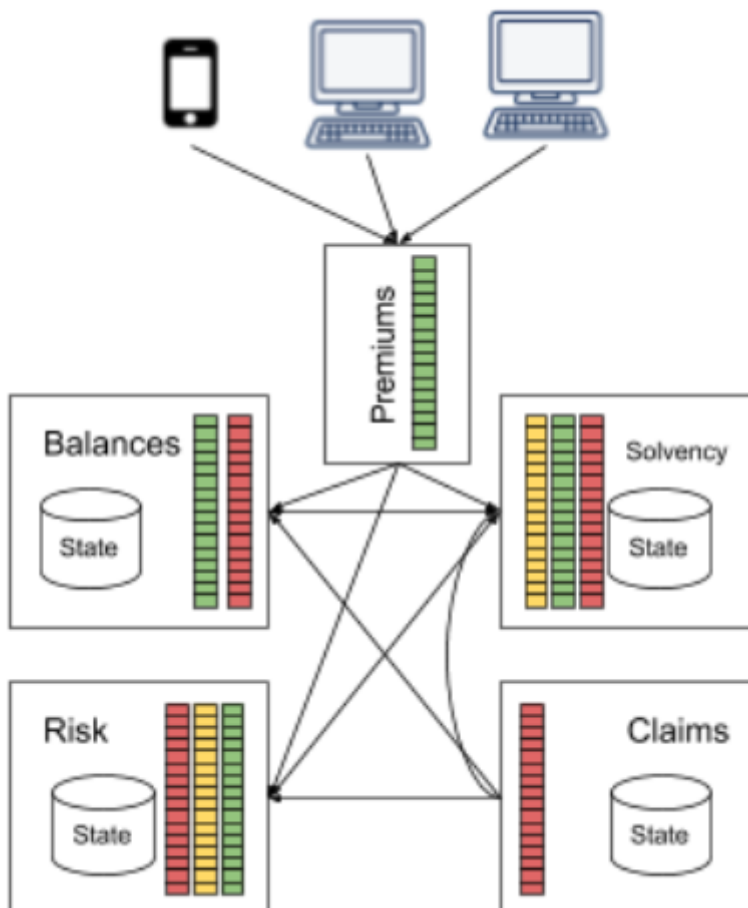 Premiums
Balances
State
Solvency
State
Risk
State
Claims
State